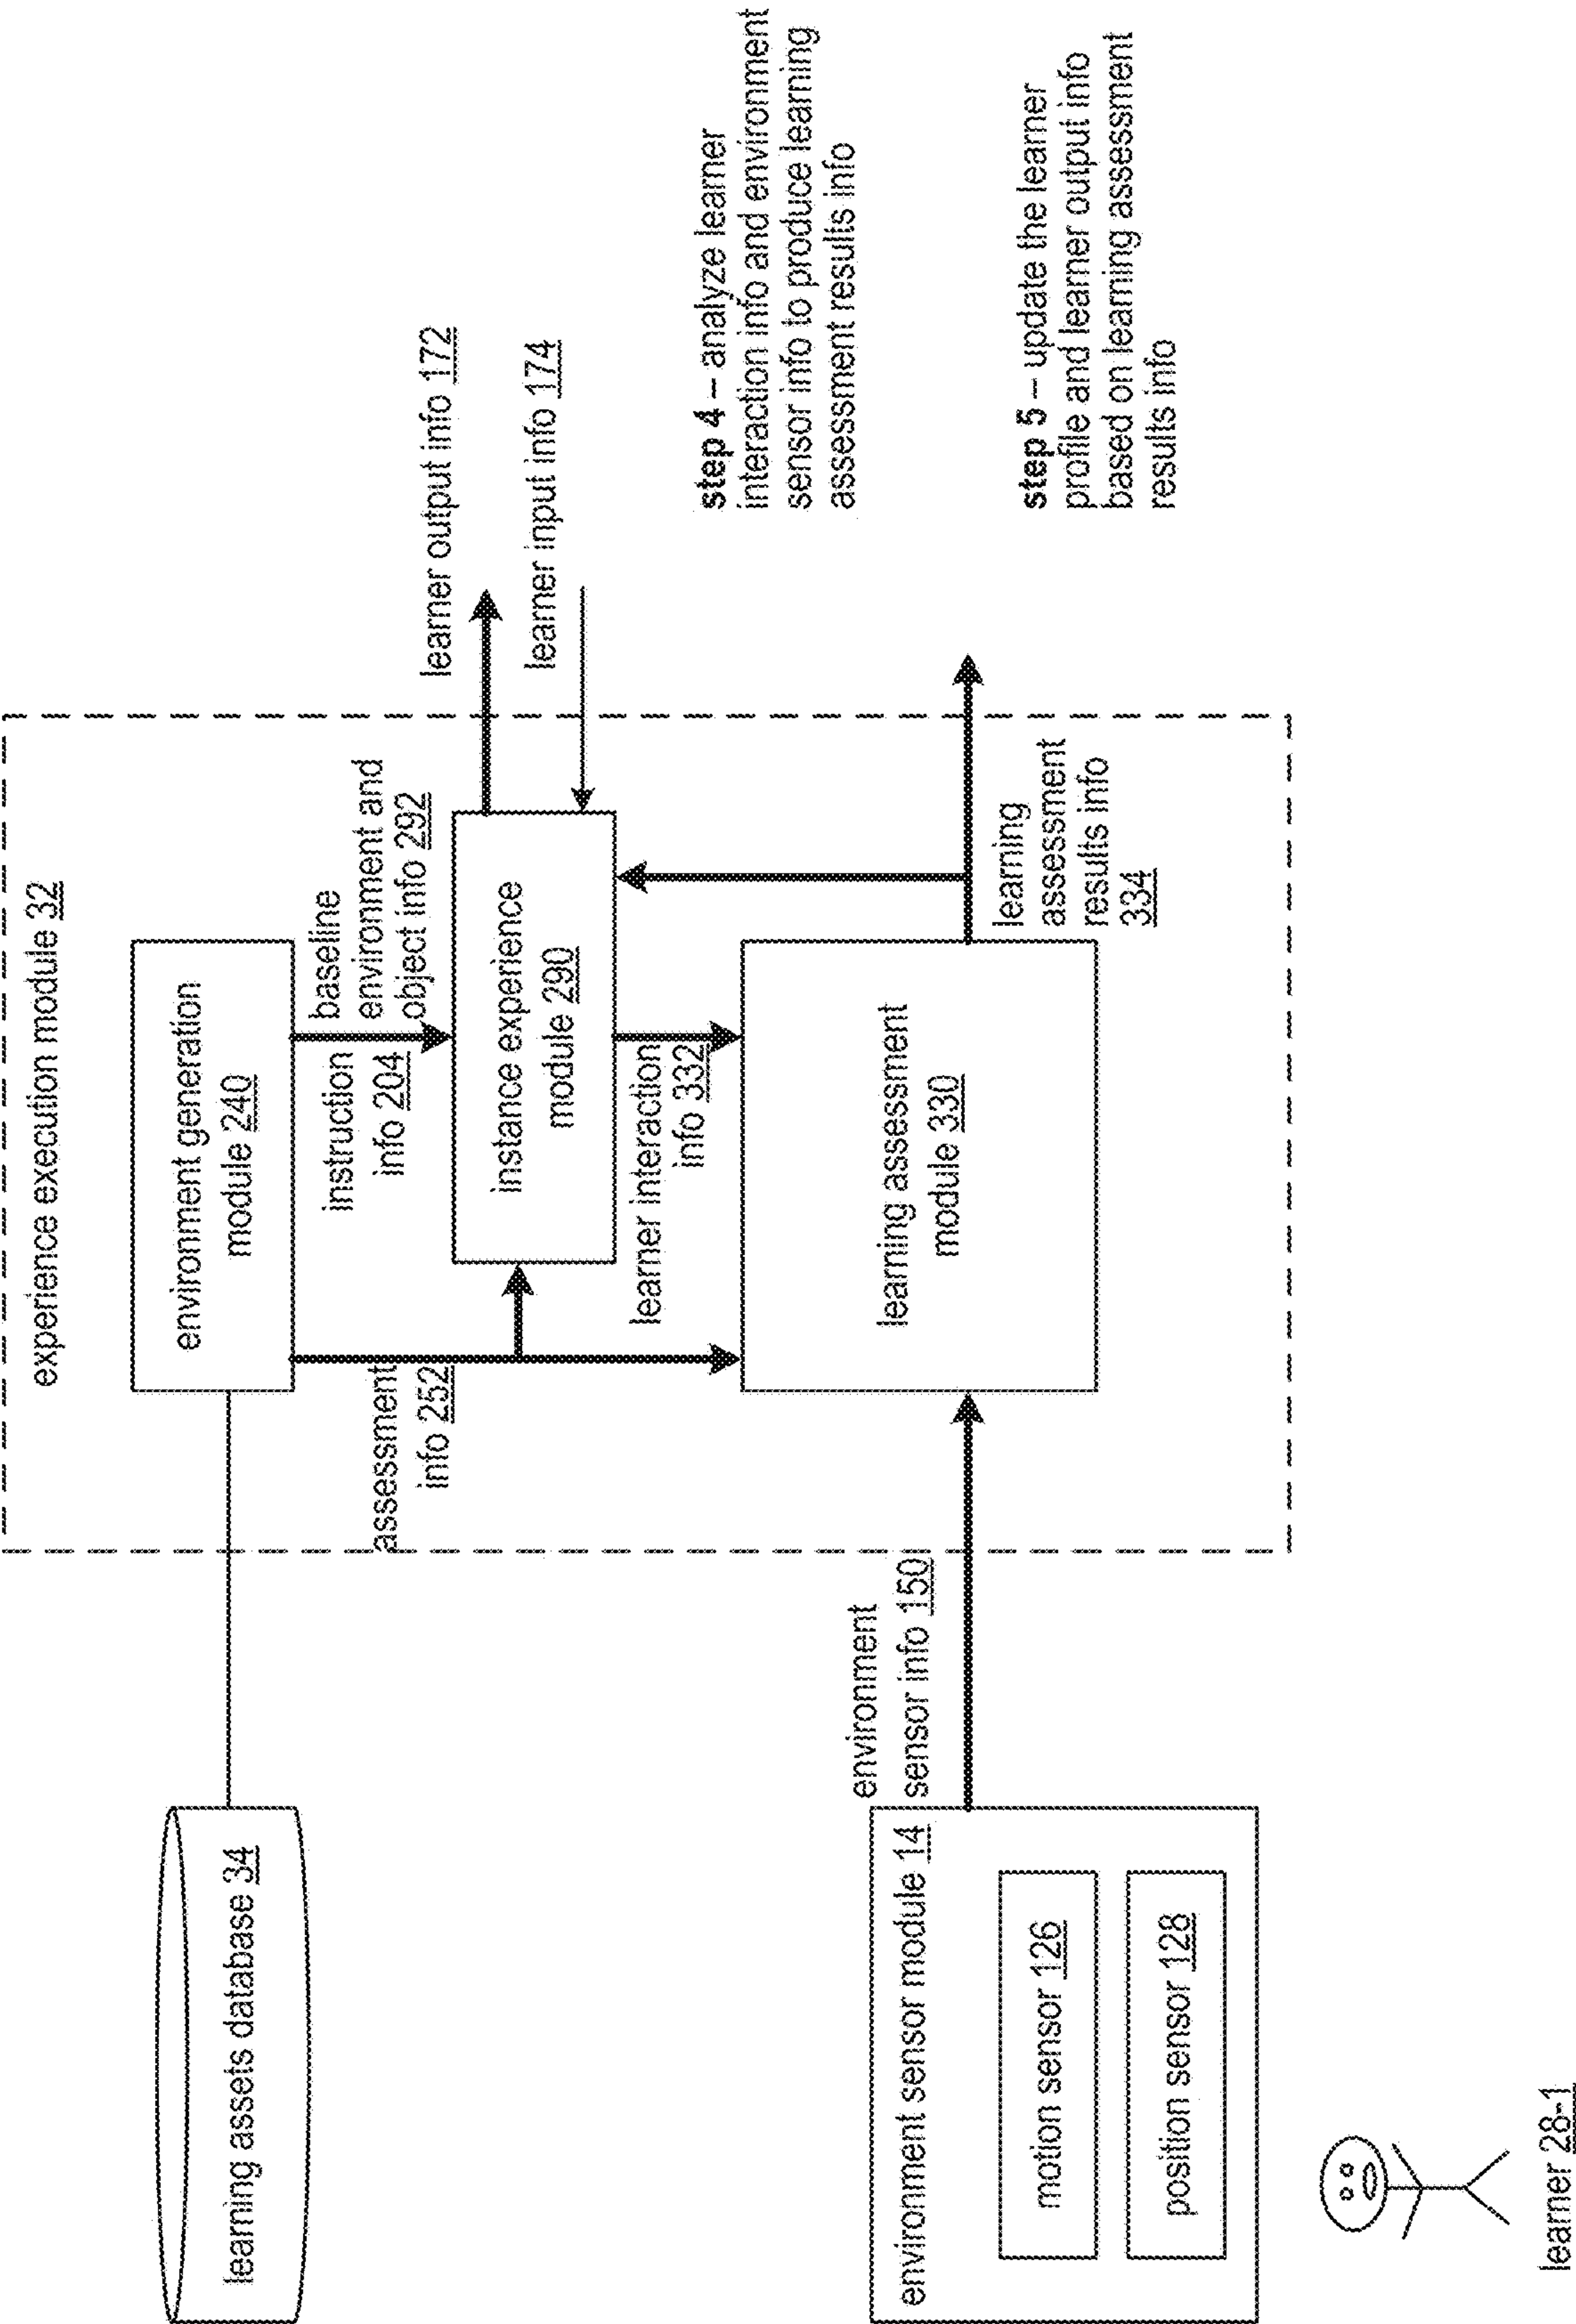 experience execution module 32
learning assets database 34
environment generation
module 240
assessment
info 252
instruction
info 204
baseline
environment and
object info 292
instance experience
module 290
learner output info 172
learner input info 174
learner interaction
info 332
learning assessment
module 330
learning
assessment
results info
334
environment
sensor info 150
environment sensor module 14
motion sensor 126
position sensor 128
learner 28-1
step 4 – analyze learner
interaction info and environment
sensor info to produce learning
assessment results info
step 5 – update the learner
profile and learner output info
based on learning assessment
results info